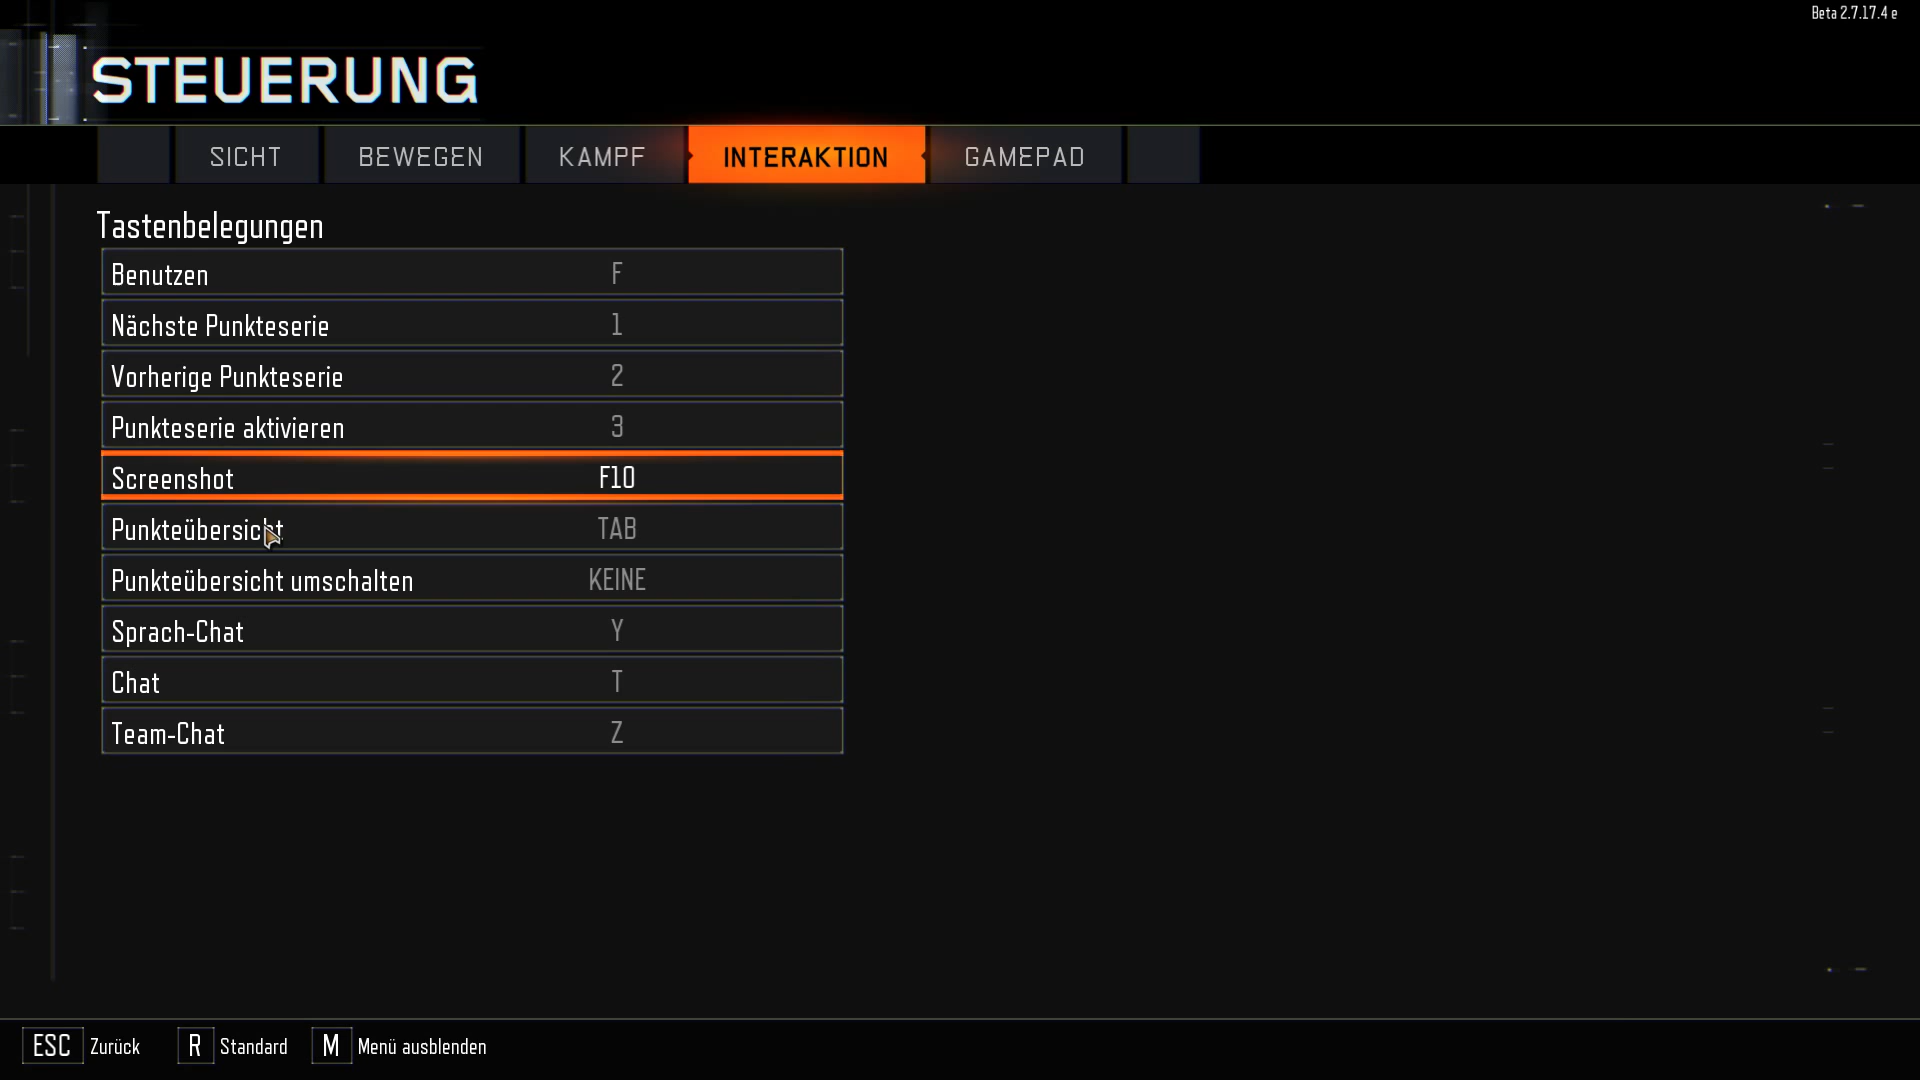 Beta 2.7.17.4 e
STEUERUNG
SICHT BEWEGEN KAMPF INTERAKTION GAMEPAD
Tastenbelegungen
Benutzen F
Nächste Punkteserie 1
Vorherige Punkteserie 2
Punkteserie aktivieren 3
Screenshot F10
Punkteübersicht TAB
Punkteübersicht umschalten KEINE
Sprach-Chat Y
Chat T
Team-Chat Z
ESC Zurück R Standard M Menü ausblenden